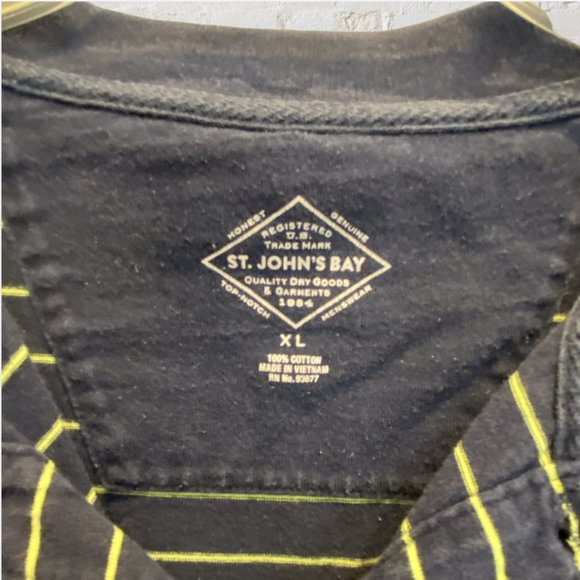 HONEST
GENUINE
REGISTERED
U.S.
TRADE MARK
ST. JOHN'S BAY
QUALITY DRY GOODS
& GARMENTS
1984
TOP-NOTCH
MENSWEAR
XL
100% COTTON
MADE IN VIETNAM
RN No. 93677